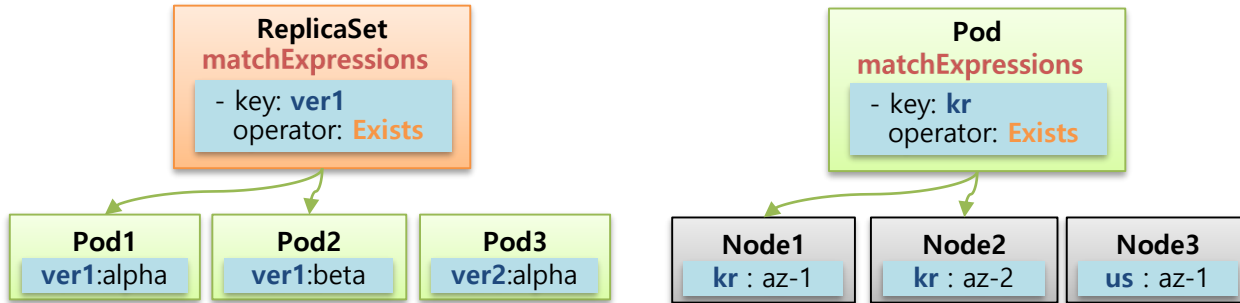 ReplicaSet
matchExpressions
- key: ver1
operator: Exists
Pod1
ver1:alpha
Pod2
ver1:beta
Pod3
ver2:alpha
Pod
matchExpressions
- key: kr
operator: Exists
Node1
kr : az-1
Node2
kr : az-2
Node3
us : az-1